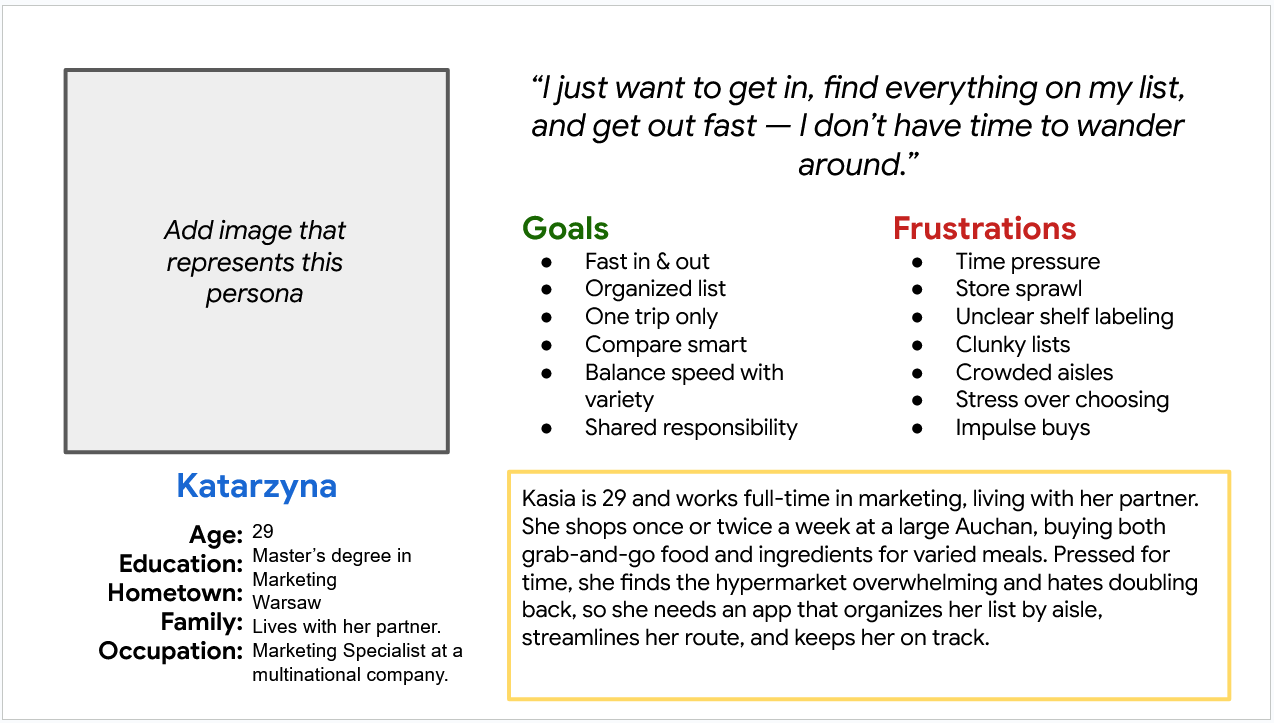 Add image that
represents this
persona
Katarzyna
Age: 29
Education: Master’s degree in
Marketing
Hometown: Warsaw
Family: Lives with her partner.
Occupation: Marketing Specialist at a
multinational company.
“I just want to get in, find everything on my list,
and get out fast — I don’t have time to wander
around.”
Goals
● Fast in & out
● Organized list
● One trip only
● Compare smart
● Balance speed with
variety
● Shared responsibility
Frustrations
● Time pressure
● Store sprawl
● Unclear shelf labeling
● Clunky lists
● Crowded aisles
● Stress over choosing
● Impulse buys
Kasia is 29 and works full-time in marketing, living with her partner.
She shops once or twice a week at a large Auchan, buying both
grab-and-go food and ingredients for varied meals. Pressed for
time, she finds the hypermarket overwhelming and hates doubling
back, so she needs an app that organizes her list by aisle,
streamlines her route, and keeps her on track.